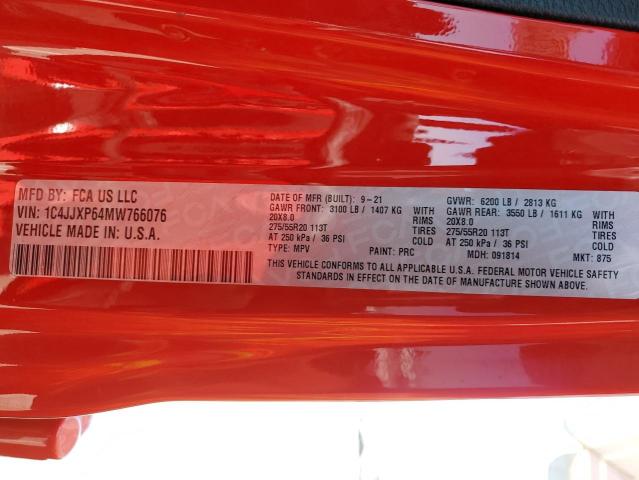 MFD BY: FCA US LLC
VIN: 1C4JJXP64MW766076
VEHICLE MADE IN: U.S.A.
DATE OF MFR (BUILT): 9-21 GVWR: 6200 LB / 2813 KG
GAWR FRONT: 3100 LB / 1407 KG WITH GAWR REAR: 3550 LB / 1611 KG WITH
20X8.0 RIMS 20X8.0 RIMS
275/55R20 113T TIRES 275/55R20 113T TIRES
AT 250 kPa / 36 PSI COLD AT 250 kPa / 36 PSI COLD
TYPE: MPV PAINT: PRC MDH: 091814 MKT: 875
THIS VEHICLE CONFORMS TO ALL APPLICABLE U.S.A. FEDERAL MOTOR VEHICLE SAFETY
STANDARDS IN EFFECT ON THE DATE OF MANUFACTURE SHOWN ABOVE.